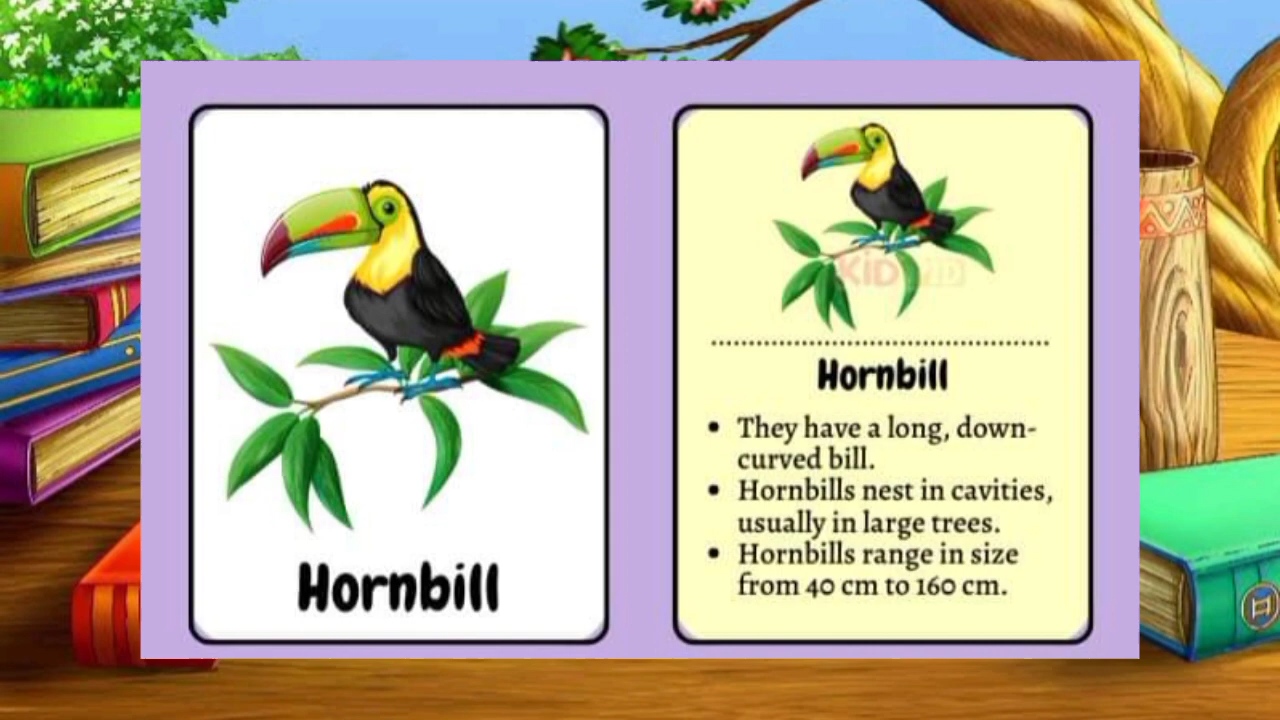 Hornbill
KiD
Hornbill
• They have a long, down-
curved bill.
• Hornbills nest in cavities,
usually in large trees.
• Hornbills range in size
from 40 cm to 160 cm.